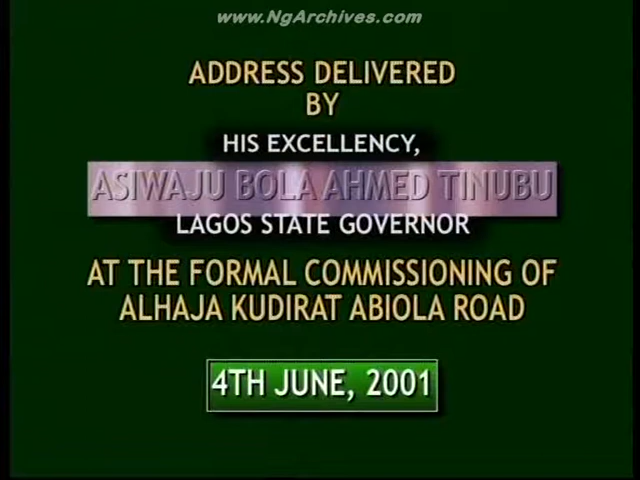 www.NgArchives.com
ADDRESS DELIVERED
BY
HIS EXCELLENCY,
ASIWAJU BOLA AHMED TINUBU
LAGOS STATE GOVERNOR
AT THE FORMAL COMMISSIONING OF
ALHAJA KUDIRAT ABIOLA ROAD
4TH JUNE, 2001